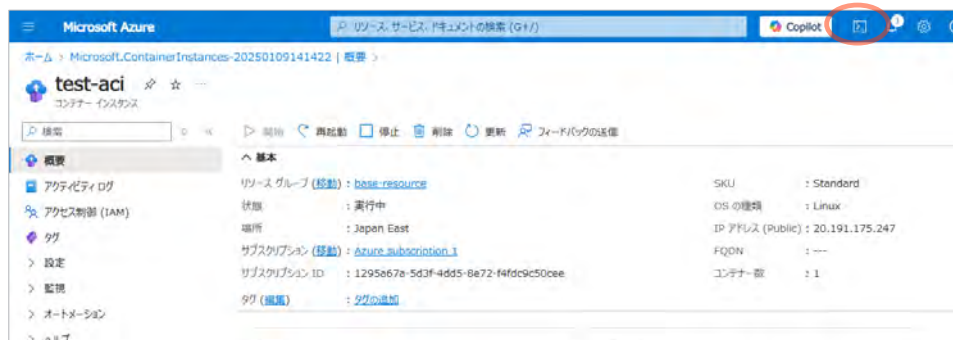 Microsoft Azure
リソース、サービス、ドキュメントの検索 (G+/)
Copilot
1
ホーム > Microsoft.ContainerInstances-20250109141422 | 概要 >
test-aci
コンテナー インスタンス
検索
開始 再起動 停止 削除 更新 フィードバックの送信
概要
アクティビティ ログ
アクセス制御 (IAM)
タグ
設定
監視
オートメーション
ヘルプ
基本
リソース グループ (移動) : base-resource
状態 : 実行中
場所 : Japan East
サブスクリプション (移動) : Azure subscription 1
サブスクリプション ID : 1295a67a-5d3f-4dd5-8e72-f4fdc9c50cee
タグ (編集) : タグの追加
SKU : Standard
OS の種類 : Linux
IP アドレス (Public) : 20.191.175.247
FQDN : ---
コンテナー数 : 1